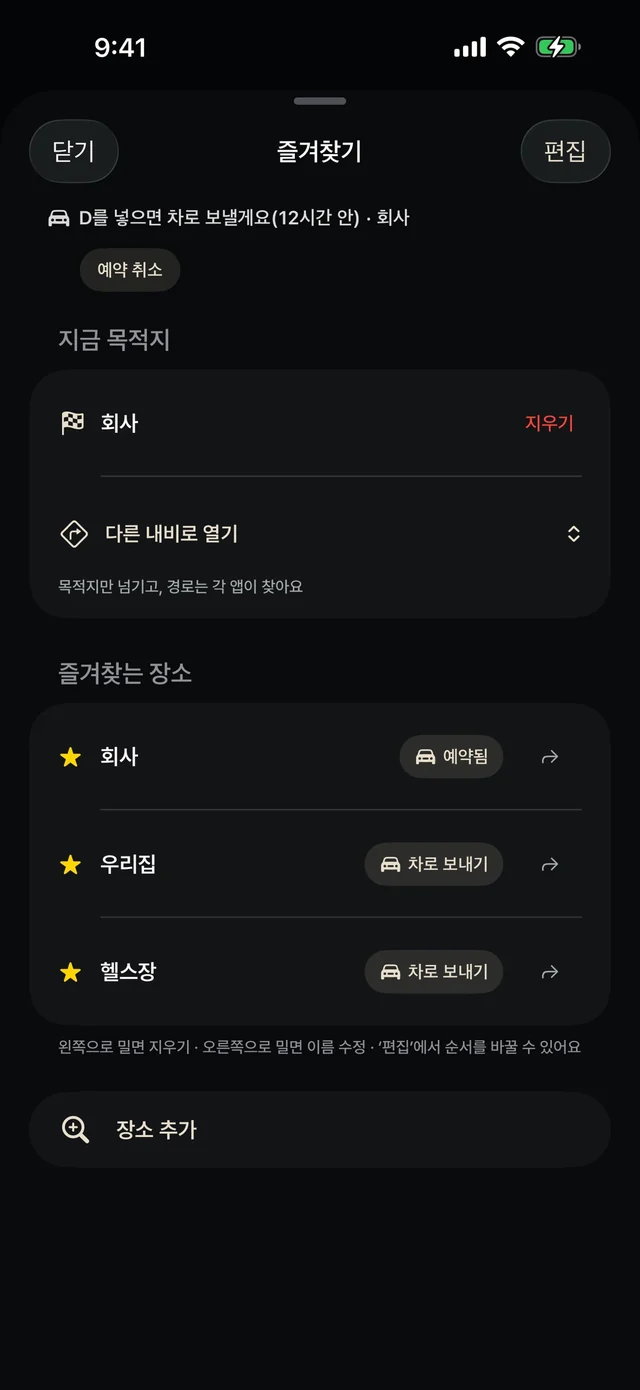 9:41
닫기
즐겨찾기
편집
D를 넣으면 차로 보낼게요(12시간 안) · 회사
예약 취소
지금 목적지
회사
지우기
다른 내비로 열기
목적지만 넘기고, 경로는 각 앱이 찾아요
즐겨찾는 장소
회사
예약됨
우리집
차로 보내기
헬스장
차로 보내기
왼쪽으로 밀면 지우기 · 오른쪽으로 밀면 이름 수정 · ‘편집’에서 순서를 바꿀 수 있어요
장소 추가